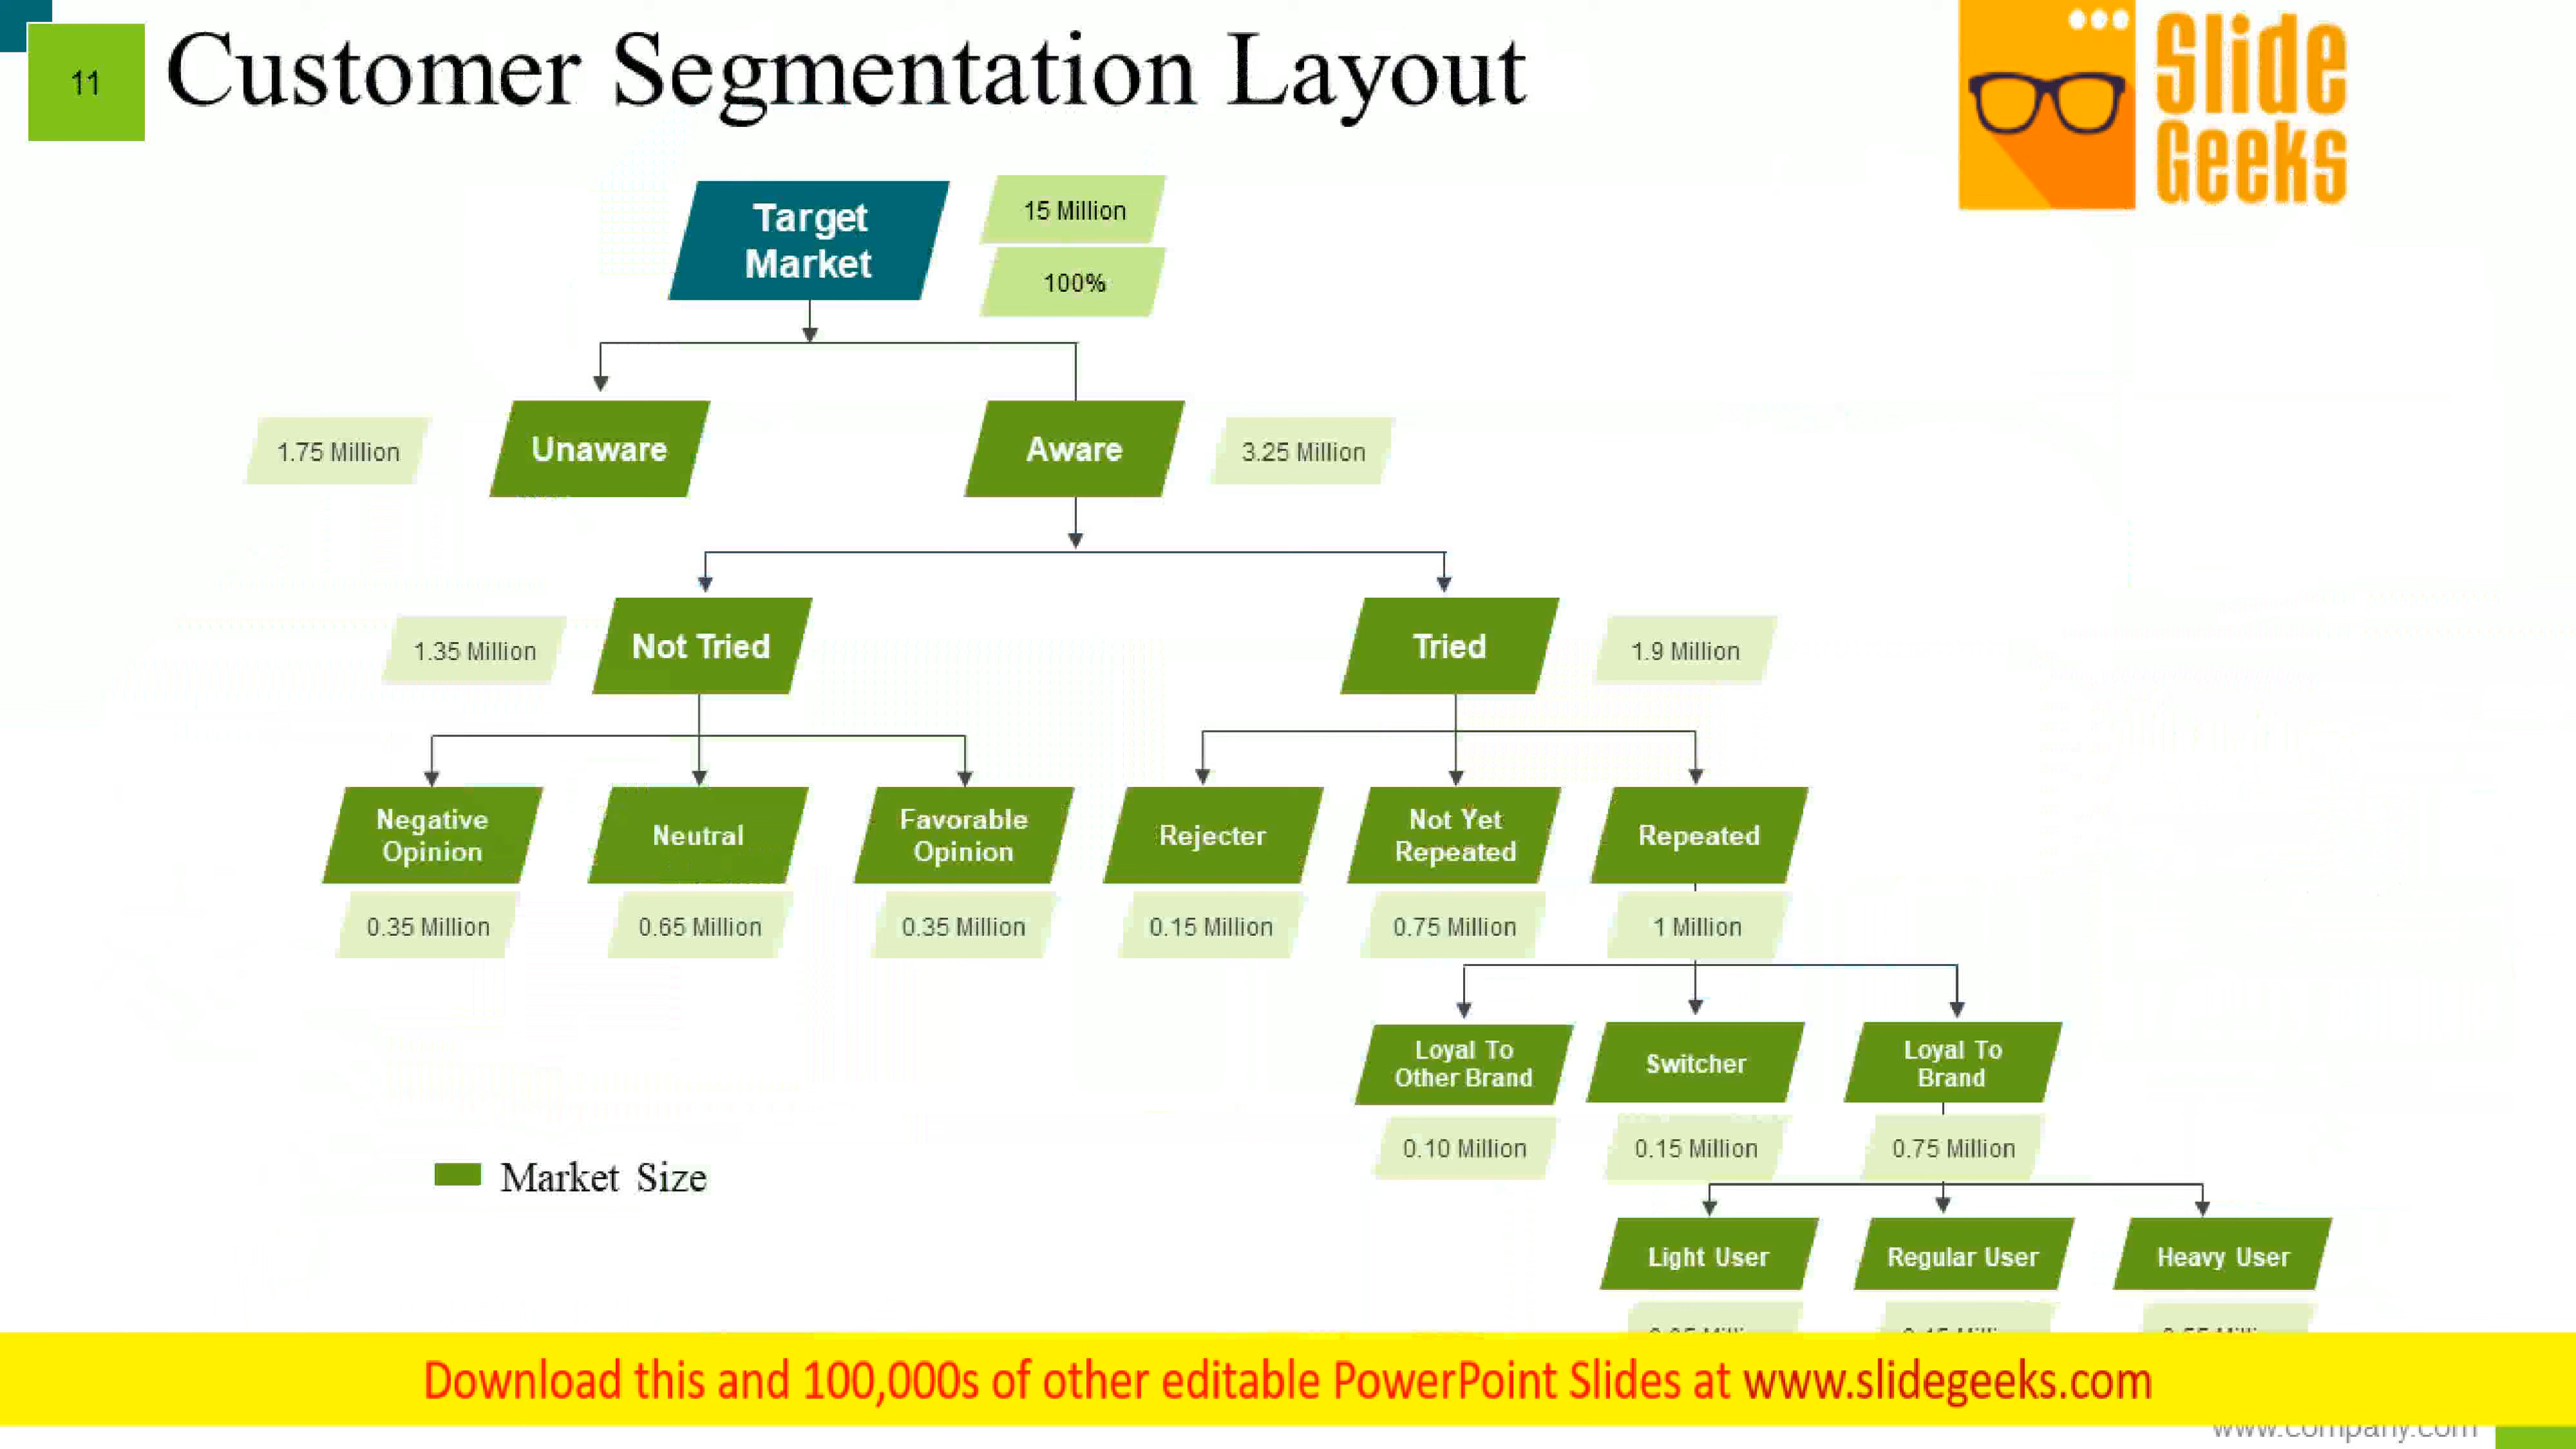 11
Customer Segmentation Layout
Slide
Geeks
Target
Market
15 Million
100%
1.75 Million
Unaware
Aware
3.25 Million
1.35 Million
Not Tried
Tried
1.9 Million
Negative
Opinion
Neutral
Favorable
Opinion
Rejecter
Not Yet
Repeated
Repeated
0.35 Million
0.65 Million
0.35 Million
0.15 Million
0.75 Million
1 Million
Loyal To
Other Brand
Switcher
Loyal To
Brand
0.10 Million
0.15 Million
0.75 Million
Market Size
Light User
Regular User
Heavy User
Download this and 100,000s of other editable PowerPoint Slides at www.slidegeeks.com
www.company.com